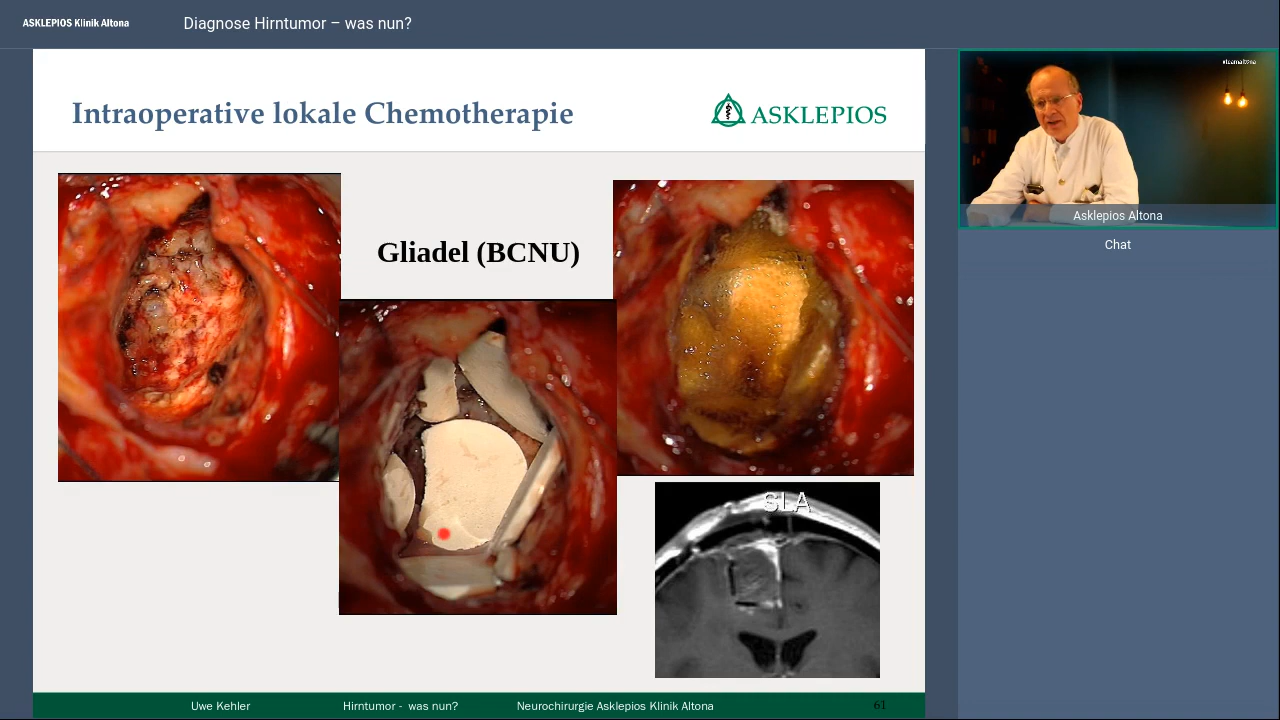 ASKLEPIOS Klinik Altona
Diagnose Hirntumor – was nun?
Intraoperative lokale Chemotherapie
ASKLEPIOS
Gliadel (BCNU)
SLA
Uwe Kehler
Hirntumor - was nun?
Neurochirurgie Asklepios Klinik Altona
61
Asklepios Altona
Chat